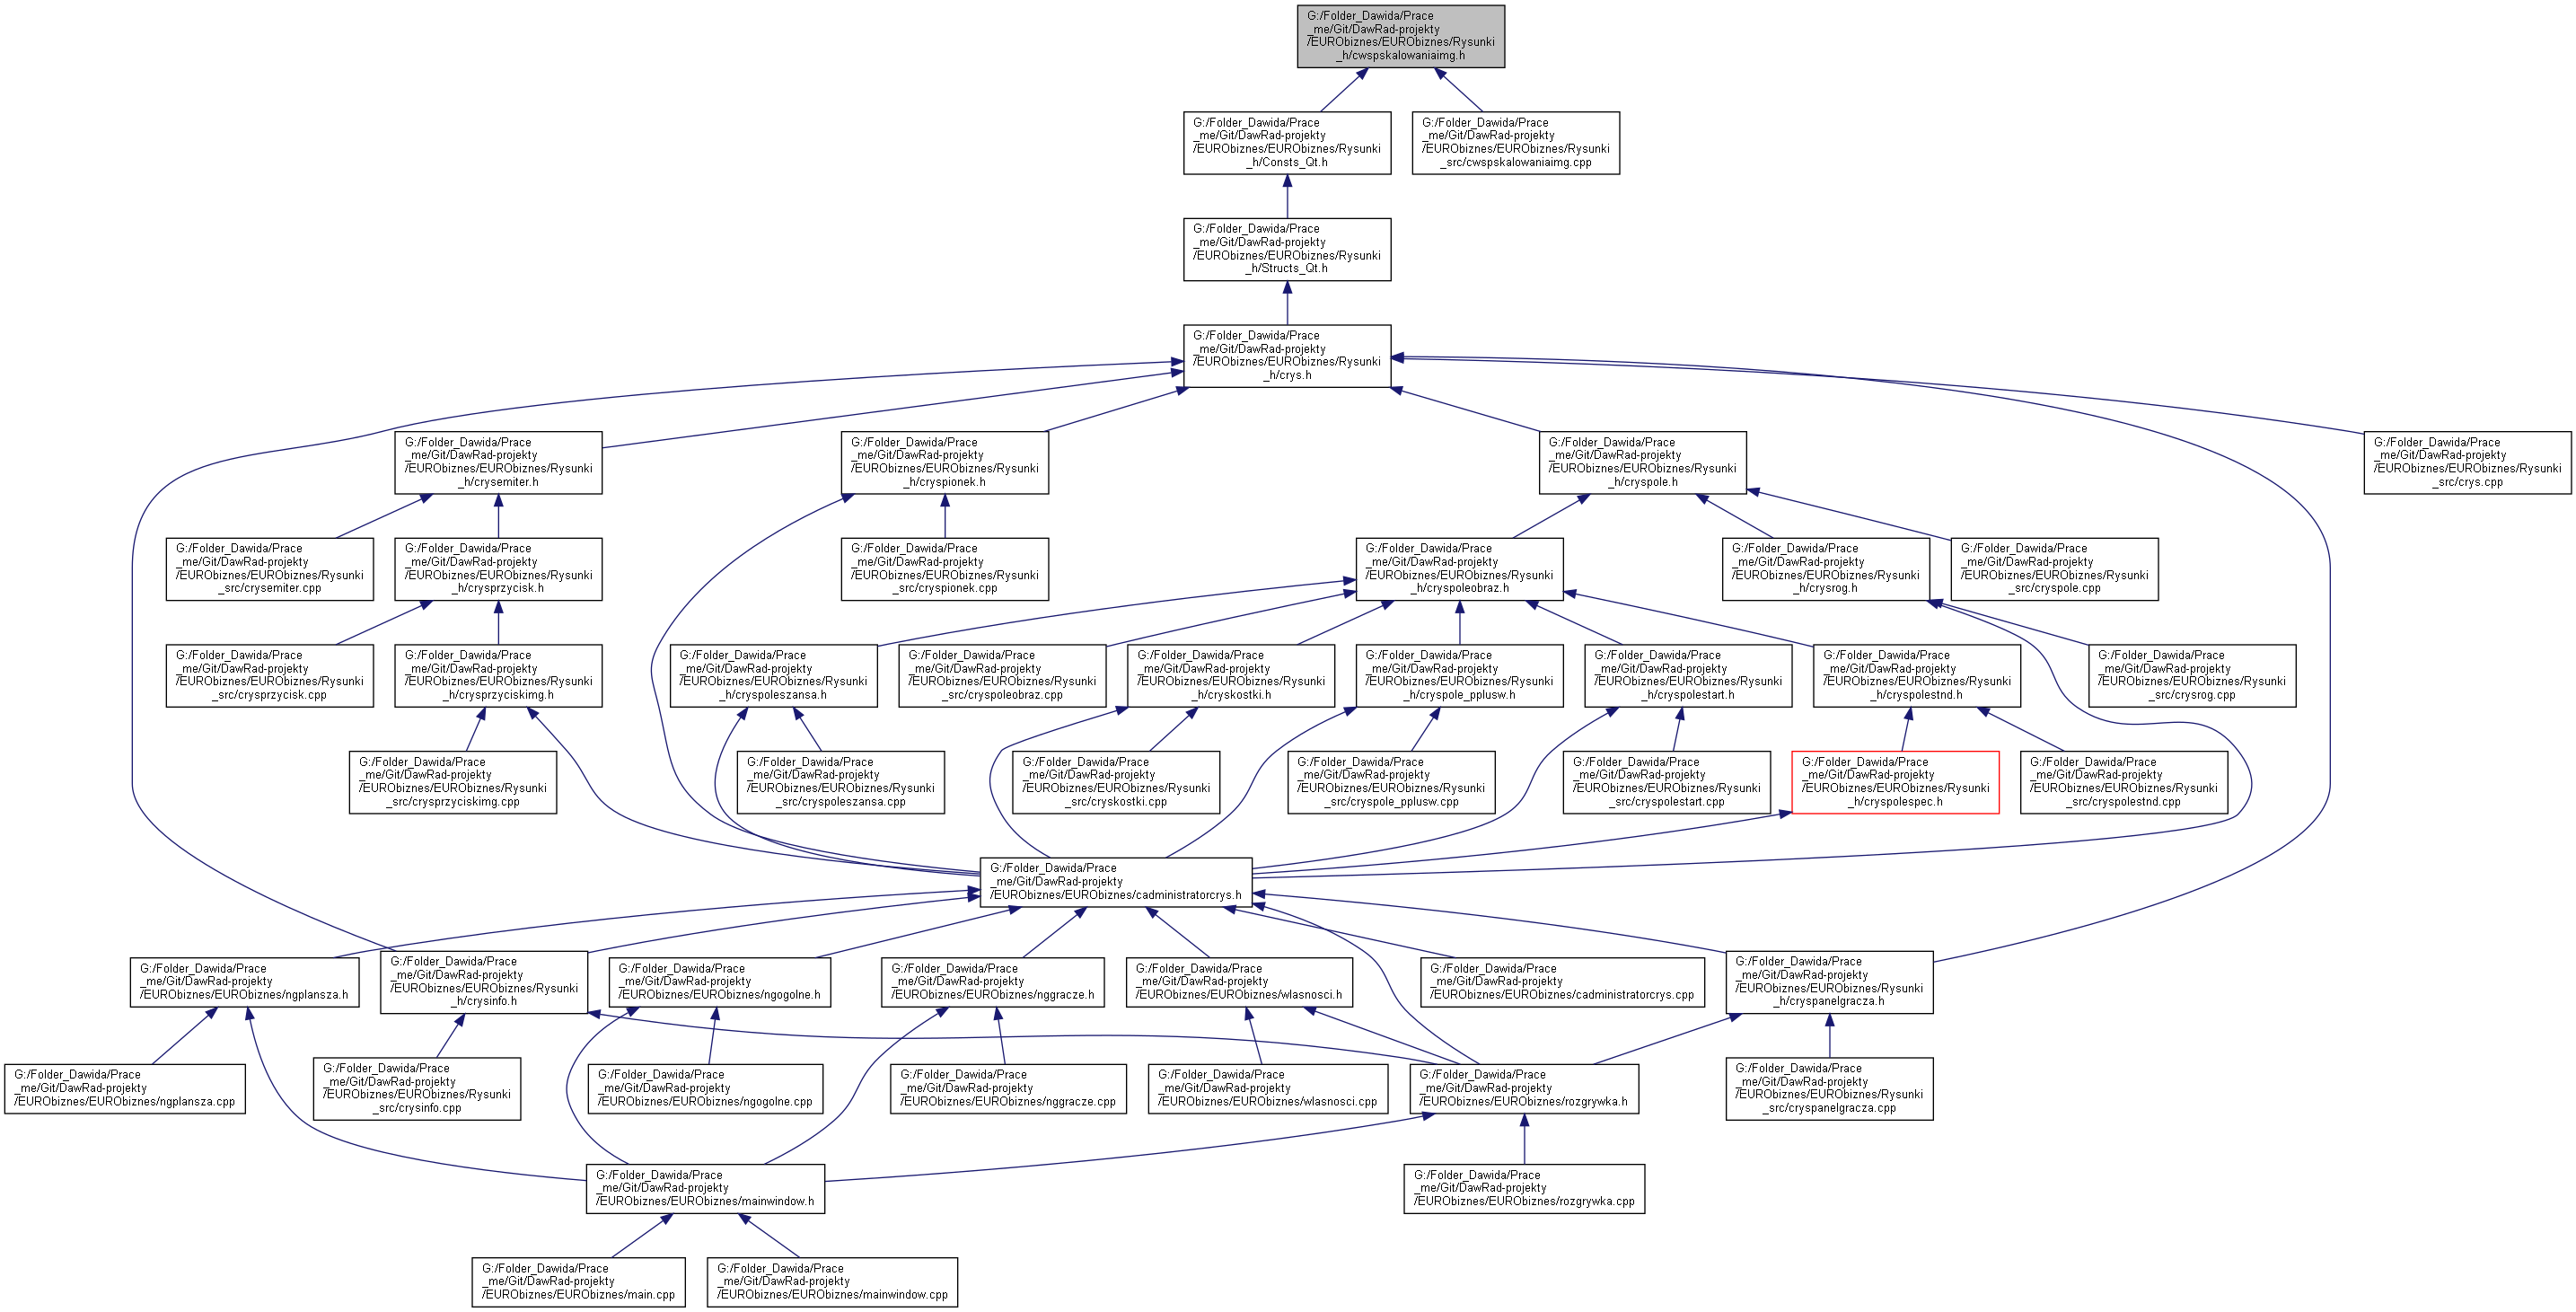 G:/Folder_Dawida/Prace
_me/Git/DawRad-projekty
/EURObiznes/EURObiznes/Rysunki
_h/cwspskalowaniaimg.h
G:/Folder_Dawida/Prace
_me/Git/DawRad-projekty
/EURObiznes/EURObiznes/Rysunki
_h/Consts_Qt.h
G:/Folder_Dawida/Prace
_me/Git/DawRad-projekty
/EURObiznes/EURObiznes/Rysunki
_src/cwspskalowaniaimg.cpp
G:/Folder_Dawida/Prace
_me/Git/DawRad-projekty
/EURObiznes/EURObiznes/Rysunki
_h/Structs_Qt.h
G:/Folder_Dawida/Prace
_me/Git/DawRad-projekty
/EURObiznes/EURObiznes/Rysunki
_h/crys.h
G:/Folder_Dawida/Prace
_me/Git/DawRad-projekty
/EURObiznes/EURObiznes/Rysunki
_h/crysemiter.h
G:/Folder_Dawida/Prace
_me/Git/DawRad-projekty
/EURObiznes/EURObiznes/Rysunki
_h/cryspionek.h
G:/Folder_Dawida/Prace
_me/Git/DawRad-projekty
/EURObiznes/EURObiznes/Rysunki
_h/cryspole.h
G:/Folder_Dawida/Prace
_me/Git/DawRad-projekty
/EURObiznes/EURObiznes/Rysunki
_src/crys.cpp
G:/Folder_Dawida/Prace
_me/Git/DawRad-projekty
/EURObiznes/EURObiznes/Rysunki
_src/crysemiter.cpp
G:/Folder_Dawida/Prace
_me/Git/DawRad-projekty
/EURObiznes/EURObiznes/Rysunki
_h/crysprzycisk.h
G:/Folder_Dawida/Prace
_me/Git/DawRad-projekty
/EURObiznes/EURObiznes/Rysunki
_src/cryspionek.cpp
G:/Folder_Dawida/Prace
_me/Git/DawRad-projekty
/EURObiznes/EURObiznes/Rysunki
_h/cryspoleobraz.h
G:/Folder_Dawida/Prace
_me/Git/DawRad-projekty
/EURObiznes/EURObiznes/Rysunki
_h/crysrog.h
G:/Folder_Dawida/Prace
_me/Git/DawRad-projekty
/EURObiznes/EURObiznes/Rysunki
_src/cryspole.cpp
G:/Folder_Dawida/Prace
_me/Git/DawRad-projekty
/EURObiznes/EURObiznes/Rysunki
_src/crysprzycisk.cpp
G:/Folder_Dawida/Prace
_me/Git/DawRad-projekty
/EURObiznes/EURObiznes/Rysunki
_h/crysprzyciskimg.h
G:/Folder_Dawida/Prace
_me/Git/DawRad-projekty
/EURObiznes/EURObiznes/Rysunki
_h/cryspoleszansa.h
G:/Folder_Dawida/Prace
_me/Git/DawRad-projekty
/EURObiznes/EURObiznes/Rysunki
_src/cryspoleobraz.cpp
G:/Folder_Dawida/Prace
_me/Git/DawRad-projekty
/EURObiznes/EURObiznes/Rysunki
_h/cryskostki.h
G:/Folder_Dawida/Prace
_me/Git/DawRad-projekty
/EURObiznes/EURObiznes/Rysunki
_h/cryspole_pplusw.h
G:/Folder_Dawida/Prace
_me/Git/DawRad-projekty
/EURObiznes/EURObiznes/Rysunki
_h/cryspolestart.h
G:/Folder_Dawida/Prace
_me/Git/DawRad-projekty
/EURObiznes/EURObiznes/Rysunki
_h/cryspolestnd.h
G:/Folder_Dawida/Prace
_me/Git/DawRad-projekty
/EURObiznes/EURObiznes/Rysunki
_src/crysrog.cpp
G:/Folder_Dawida/Prace
_me/Git/DawRad-projekty
/EURObiznes/EURObiznes/Rysunki
_src/crysprzyciskimg.cpp
G:/Folder_Dawida/Prace
_me/Git/DawRad-projekty
/EURObiznes/EURObiznes/Rysunki
_src/cryspoleszansa.cpp
G:/Folder_Dawida/Prace
_me/Git/DawRad-projekty
/EURObiznes/EURObiznes/Rysunki
_src/cryskostki.cpp
G:/Folder_Dawida/Prace
_me/Git/DawRad-projekty
/EURObiznes/EURObiznes/Rysunki
_src/cryspole_pplusw.cpp
G:/Folder_Dawida/Prace
_me/Git/DawRad-projekty
/EURObiznes/EURObiznes/Rysunki
_src/cryspolestart.cpp
G:/Folder_Dawida/Prace
_me/Git/DawRad-projekty
/EURObiznes/EURObiznes/Rysunki
_h/cryspolespec.h
G:/Folder_Dawida/Prace
_me/Git/DawRad-projekty
/EURObiznes/EURObiznes/Rysunki
_src/cryspolestnd.cpp
G:/Folder_Dawida/Prace
_me/Git/DawRad-projekty
/EURObiznes/EURObiznes/cadministratorcrys.h
G:/Folder_Dawida/Prace
_me/Git/DawRad-projekty
/EURObiznes/EURObiznes/ngplansza.h
G:/Folder_Dawida/Prace
_me/Git/DawRad-projekty
/EURObiznes/EURObiznes/Rysunki
_h/crysinfo.h
G:/Folder_Dawida/Prace
_me/Git/DawRad-projekty
/EURObiznes/EURObiznes/ngogolne.h
G:/Folder_Dawida/Prace
_me/Git/DawRad-projekty
/EURObiznes/EURObiznes/nggracze.h
G:/Folder_Dawida/Prace
_me/Git/DawRad-projekty
/EURObiznes/EURObiznes/wlasnosci.h
G:/Folder_Dawida/Prace
_me/Git/DawRad-projekty
/EURObiznes/EURObiznes/cadministratorcrys.cpp
G:/Folder_Dawida/Prace
_me/Git/DawRad-projekty
/EURObiznes/EURObiznes/Rysunki
_h/cryspanelgracza.h
G:/Folder_Dawida/Prace
_me/Git/DawRad-projekty
/EURObiznes/EURObiznes/ngplansza.cpp
G:/Folder_Dawida/Prace
_me/Git/DawRad-projekty
/EURObiznes/EURObiznes/Rysunki
_src/crysinfo.cpp
G:/Folder_Dawida/Prace
_me/Git/DawRad-projekty
/EURObiznes/EURObiznes/ngogolne.cpp
G:/Folder_Dawida/Prace
_me/Git/DawRad-projekty
/EURObiznes/EURObiznes/nggracze.cpp
G:/Folder_Dawida/Prace
_me/Git/DawRad-projekty
/EURObiznes/EURObiznes/wlasnosci.cpp
G:/Folder_Dawida/Prace
_me/Git/DawRad-projekty
/EURObiznes/EURObiznes/rozgrywka.h
G:/Folder_Dawida/Prace
_me/Git/DawRad-projekty
/EURObiznes/EURObiznes/Rysunki
_src/cryspanelgracza.cpp
G:/Folder_Dawida/Prace
_me/Git/DawRad-projekty
/EURObiznes/EURObiznes/mainwindow.h
G:/Folder_Dawida/Prace
_me/Git/DawRad-projekty
/EURObiznes/EURObiznes/rozgrywka.cpp
G:/Folder_Dawida/Prace
_me/Git/DawRad-projekty
/EURObiznes/EURObiznes/main.cpp
G:/Folder_Dawida/Prace
_me/Git/DawRad-projekty
/EURObiznes/EURObiznes/mainwindow.cpp